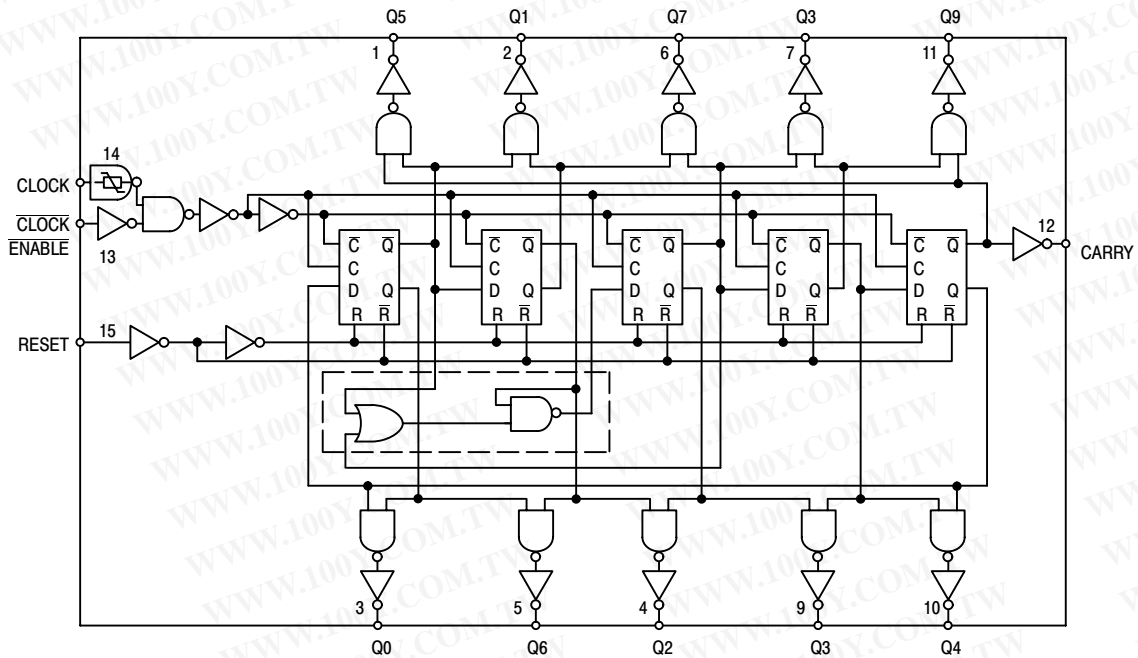 Q5 Q1 Q7 Q3 Q9
1 2 6 7 11
14
CLOCK
CLOCK
ENABLE
13
12
CARRY
C Q C Q C Q C Q C Q
C C C C C
D Q D Q D Q D Q D Q
R R R R R R R R R R
RESET
15
3 5 4 9 10
Q0 Q6 Q2 Q3 Q4
WWW.100Y.COM.TW